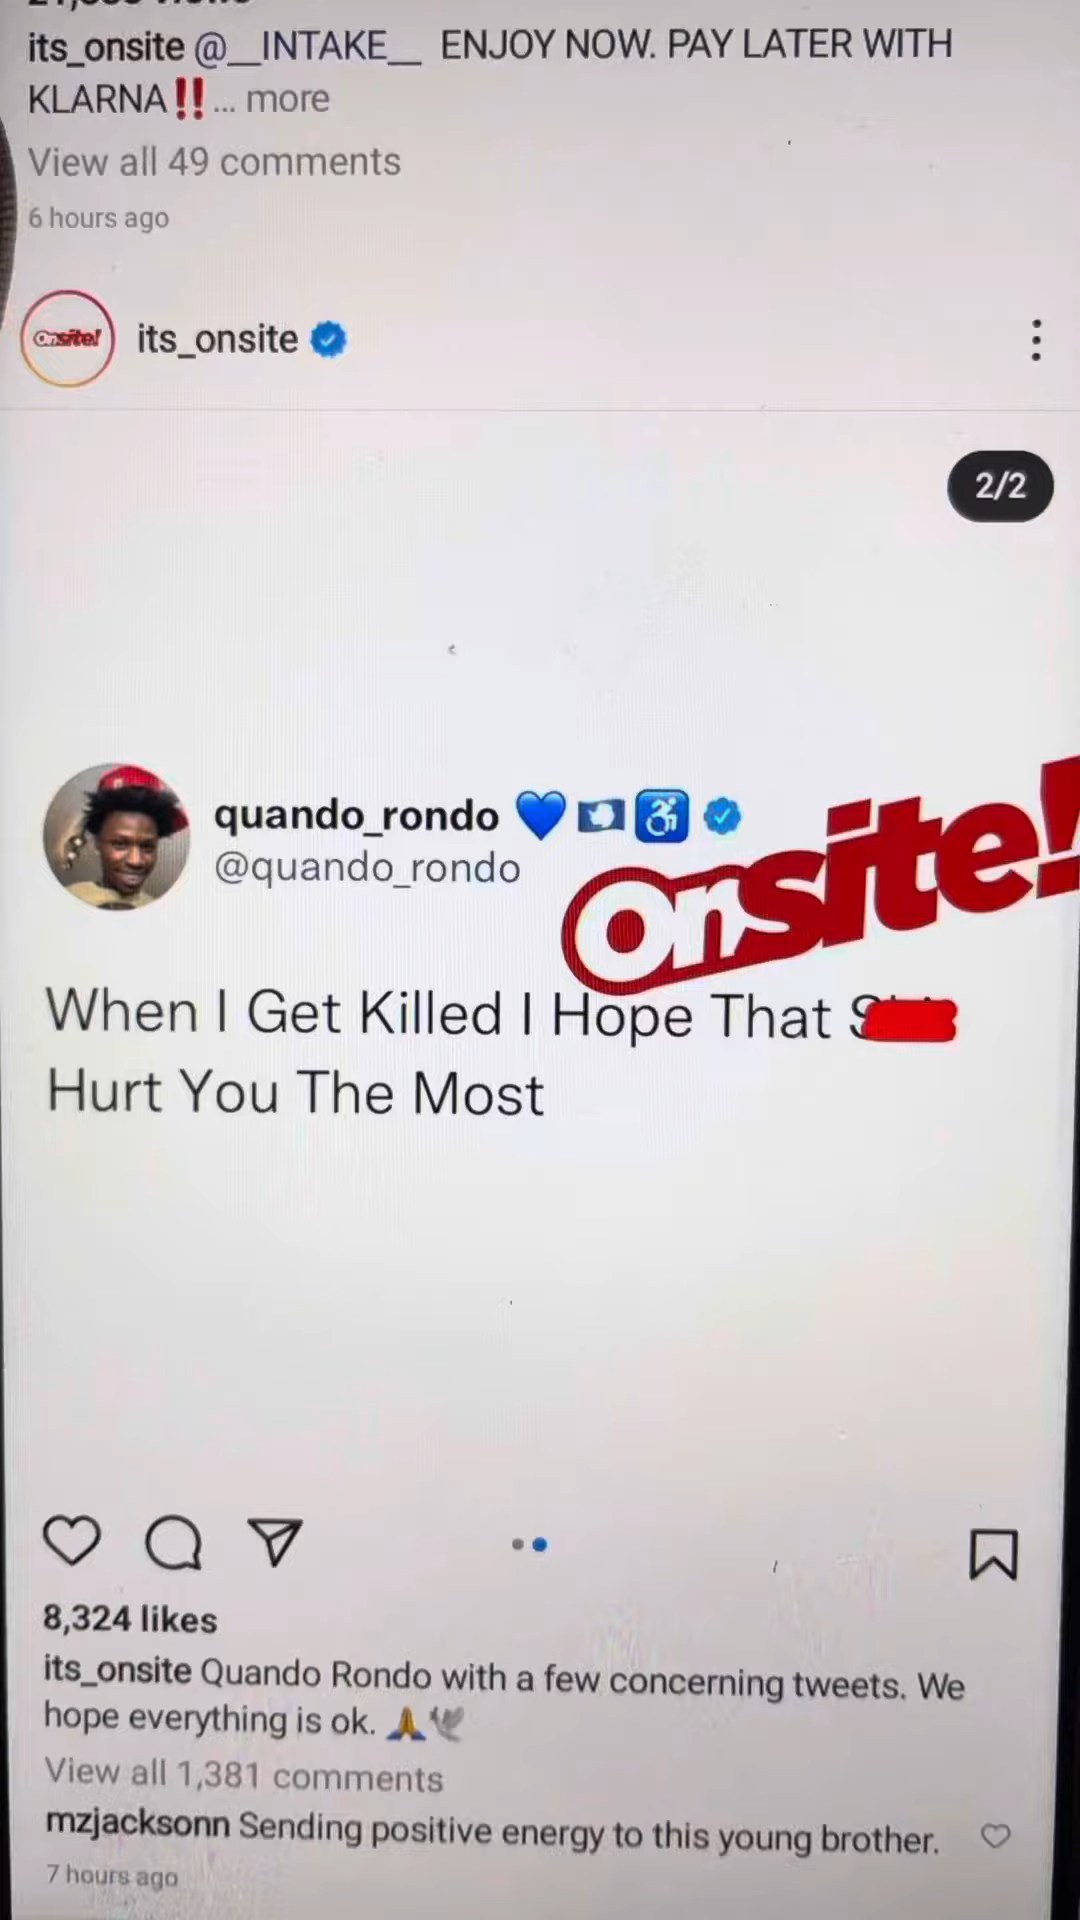 its_onsite @__INTAKE__ ENJOY NOW. PAY LATER WITH
KLARNA‼️... more
View all 49 comments
6 hours ago
Onsite!
its_onsite
2/2
quando_rondo 💙🇦🇶♿
@quando_rondo
Onsite!
When I Get Killed I Hope That
Hurt You The Most
8,324 likes
its_onsite Quando Rondo with a few concerning tweets. We
hope everything is ok. 🙏🕊️
View all 1,381 comments
mzjacksonn Sending positive energy to this young brother.
7 hours ago